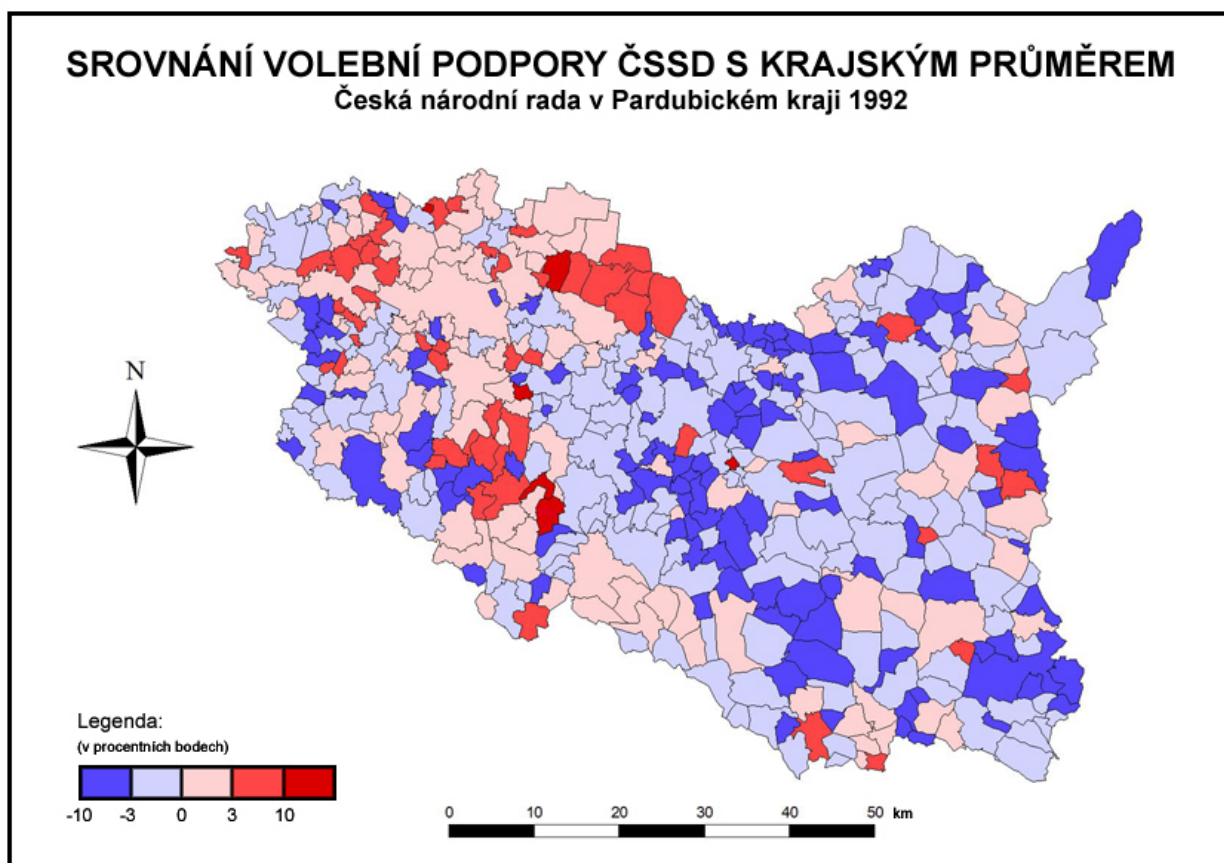 SROVNÁNÍ VOLEBNÍ PODPORY ČSSD S KRAJSKÝM PRŮMĚREM
Česká národní rada v Pardubickém kraji 1992
N
Legenda:
(v procentních bodech)
-10 -3 0 3 10
0 10 20 30 40 50 km